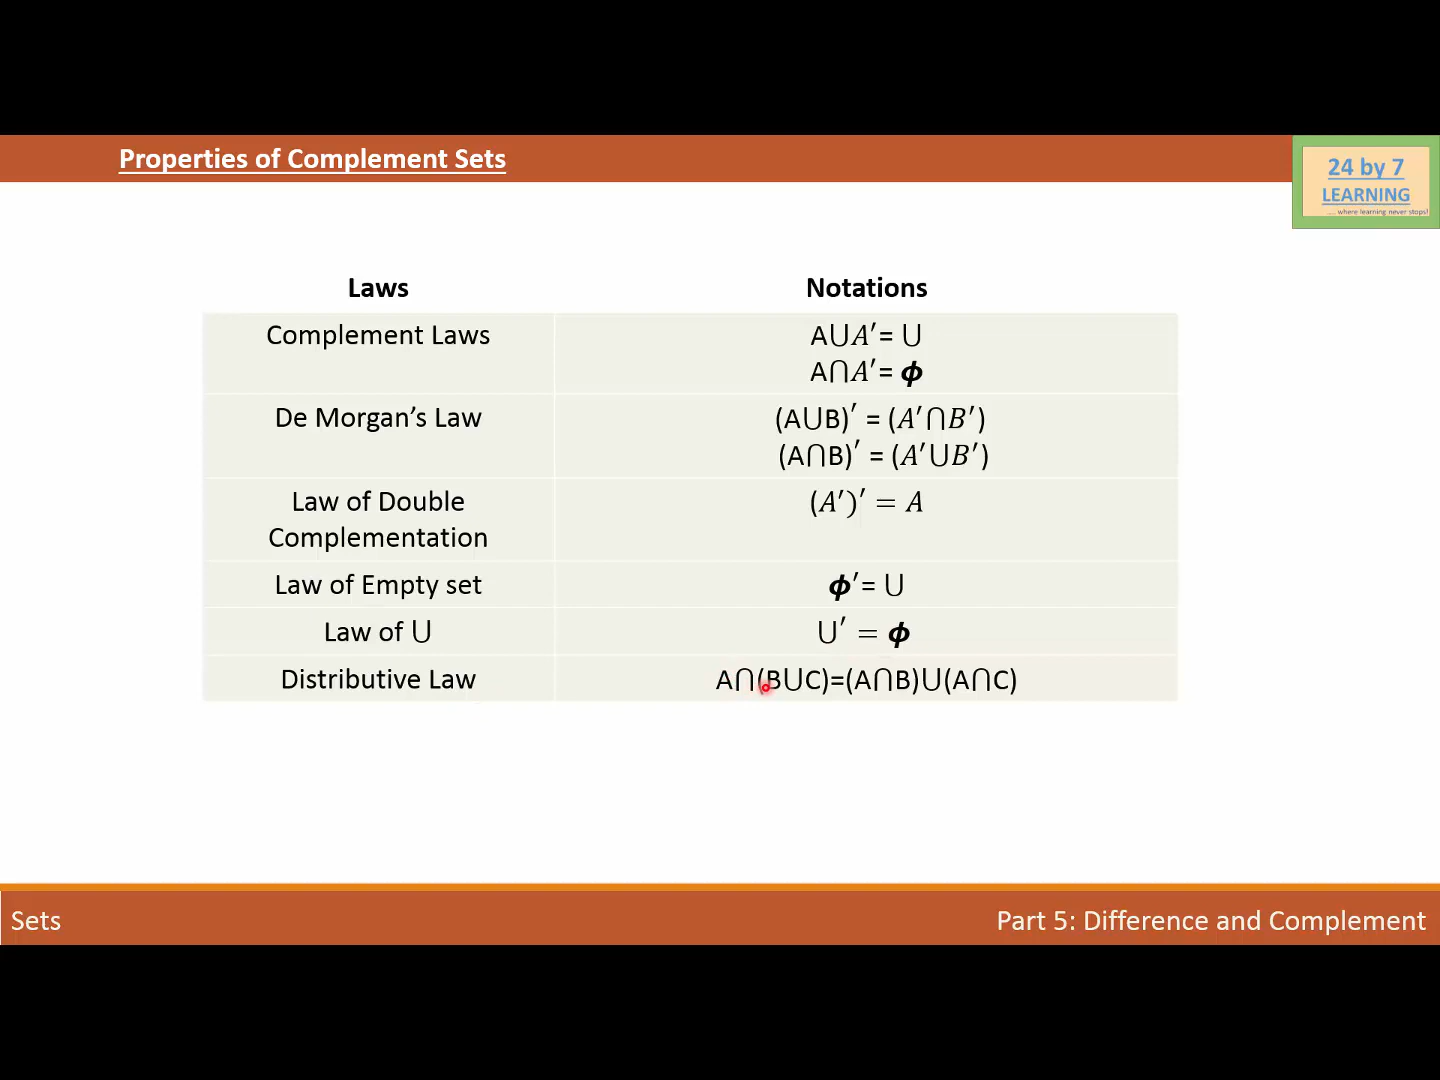 Properties of Complement Sets
24 by 7
LEARNING
.... where learning never stops!
Laws Notations
Complement Laws A⋃A′= ⋃
A⋂A′= ϕ
De Morgan’s Law (A⋃B)′ = (A′⋂B′)
(A⋂B)′ = (A′⋃B′)
Law of Double (A′)′ = A
Complementation
Law of Empty set ϕ′= ⋃
Law of ⋃ ⋃′ = ϕ
Distributive Law A⋂(B⋃C)=(A⋂B)⋃(A⋂C)
Sets Part 5: Difference and Complement